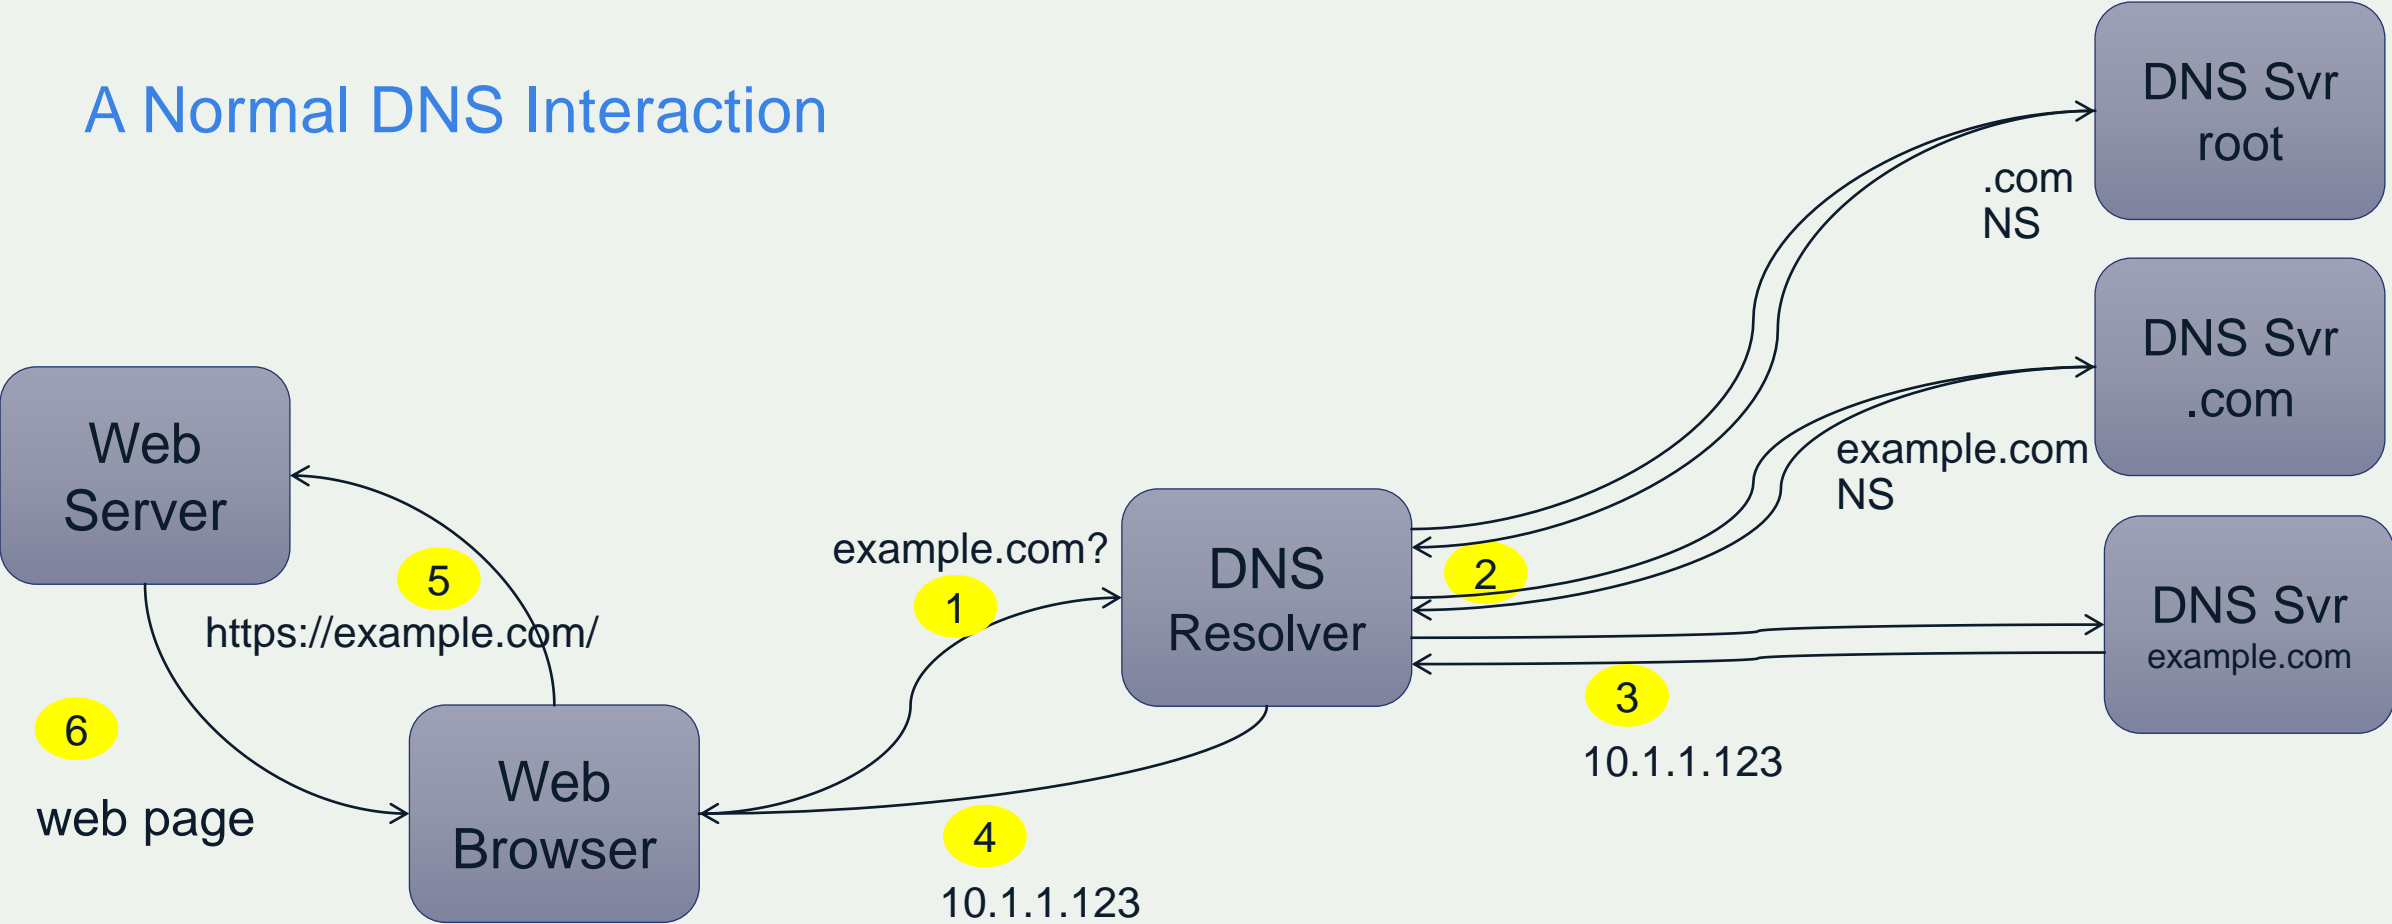 A Normal DNS Interaction
DNS Svr
root
.com
NS
DNS Svr
.com
example.com
NS
Web
Server
5
https://example.com/
example.com?
1
DNS
Resolver
2
DNS Svr
example.com
3
10.1.1.123
6
web page
Web
Browser
4
10.1.1.123